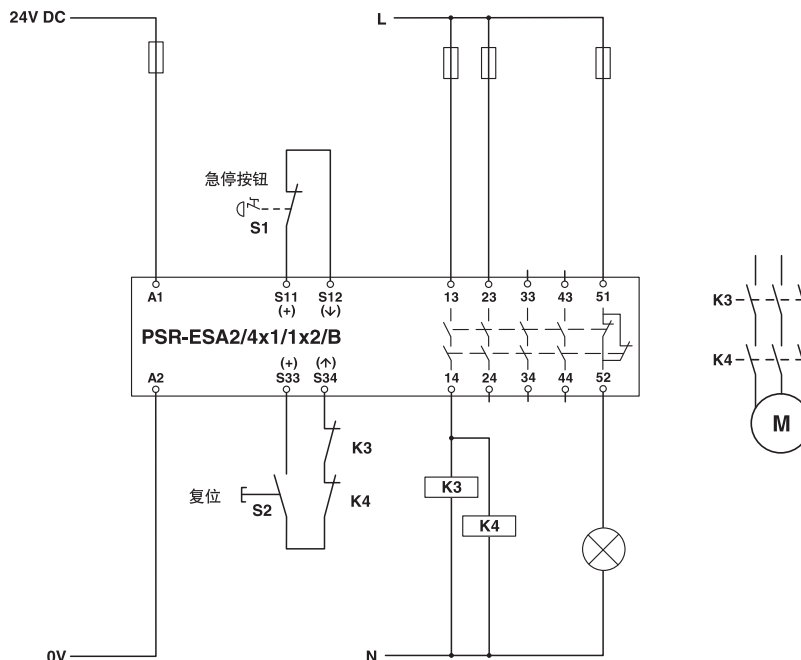 24V DC
L
急停按钮
S1
A1
S11
S12
13
23
33
43
51
(+)
(↓)
K3
PSR-ESA2/4x1/1x2/B
(+)
(↑)
K4
A2
S33
S34
14
24
34
44
52
M
K3
复位
S2
K4
K3
K4
0V
N